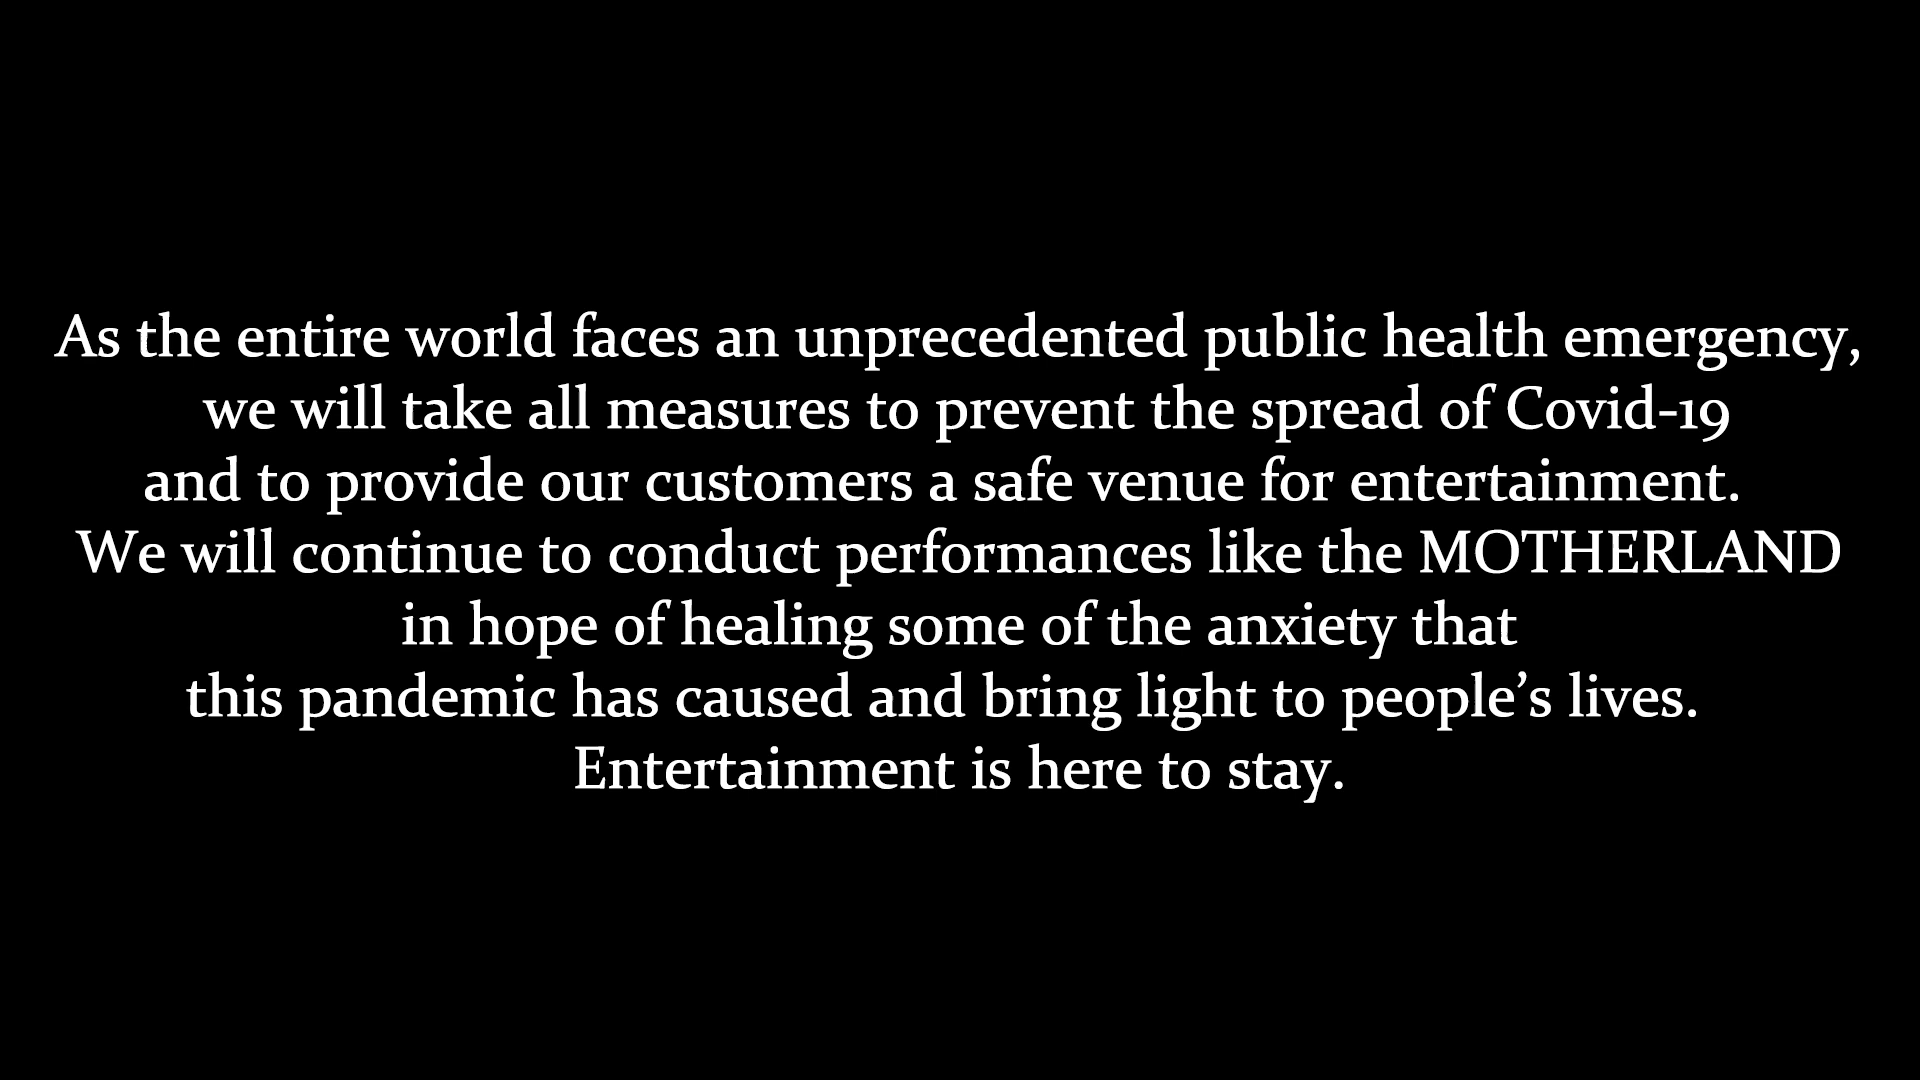 As the entire world faces an unprecedented public health emergency,
we will take all measures to prevent the spread of Covid-19
and to provide our customers a safe venue for entertainment.
We will continue to conduct performances like the MOTHERLAND
in hope of healing some of the anxiety that
this pandemic has caused and bring light to people’s lives.
Entertainment is here to stay.